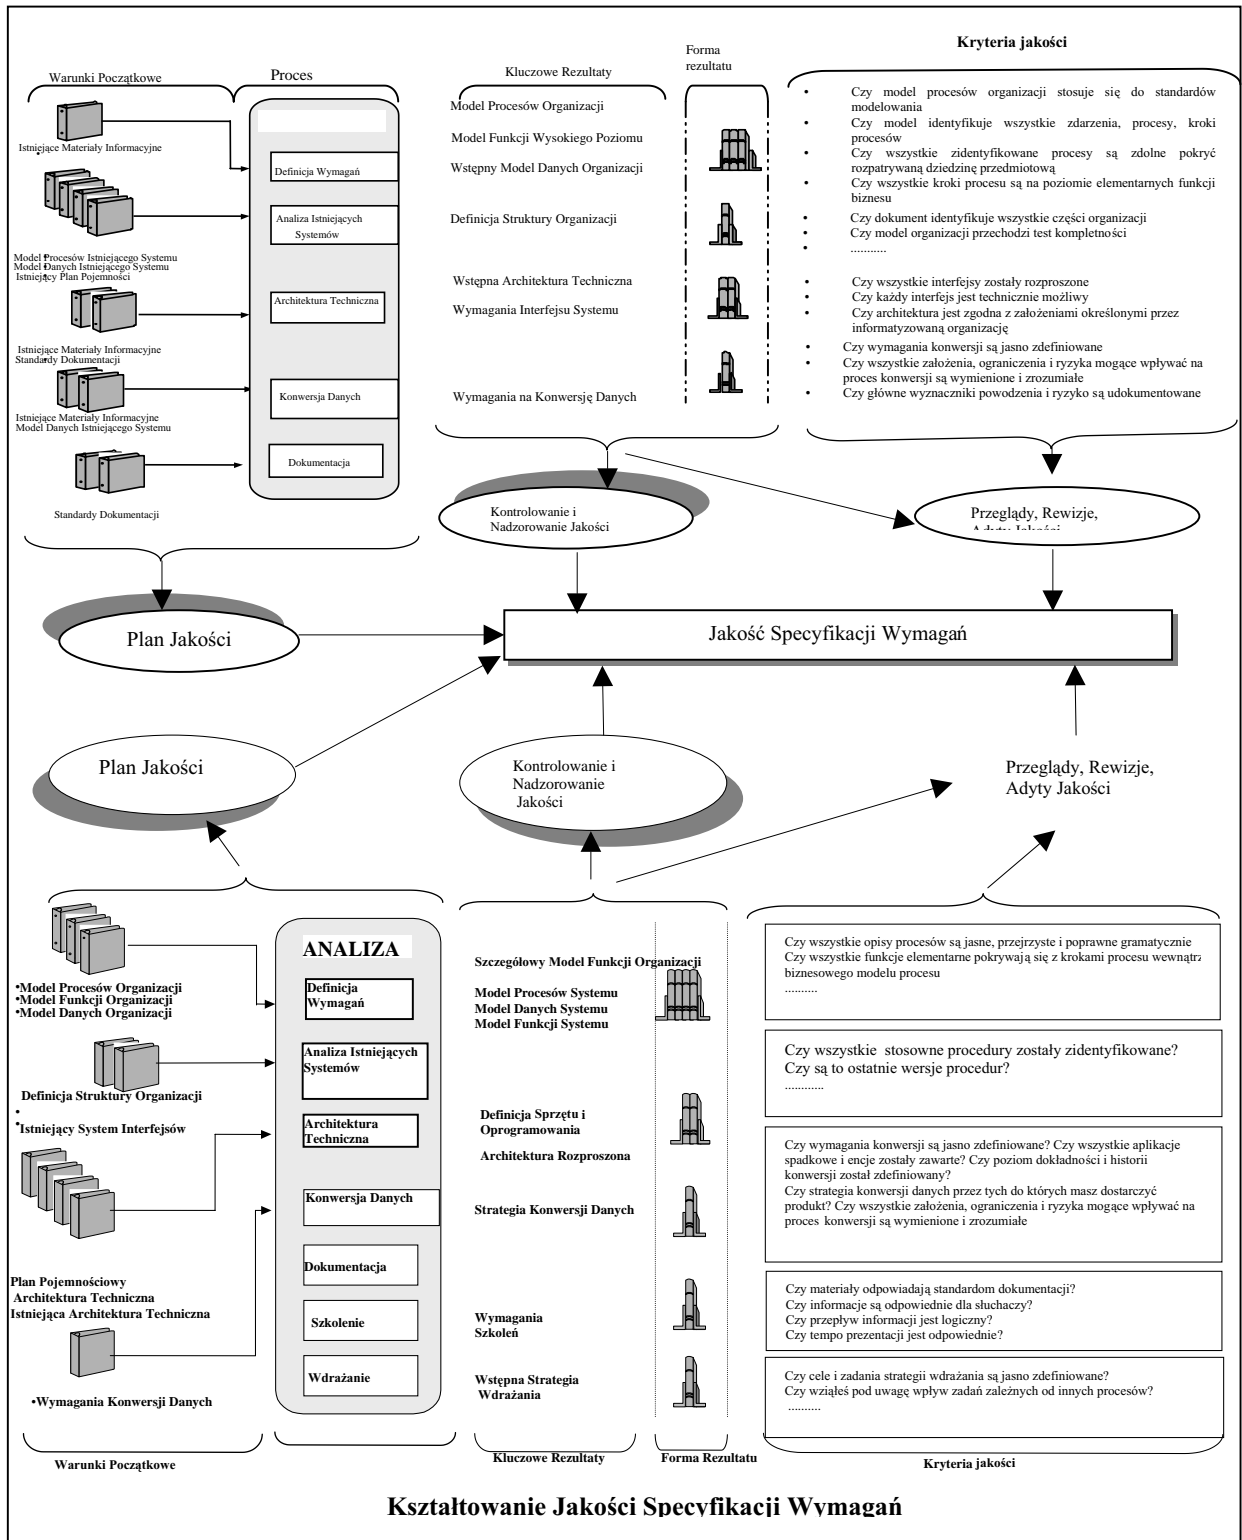 Kryteria jakości
Forma
rezultatu
Kluczowe Rezultaty
Warunki Początkowe
Proces
Istniejące Materiały Informacyjne
Model Procesów Istniejącego Systemu
Model Danych Istniejącego Systemu
Istniejący Plan Pojemności
Istniejące Materiały Informacyjne
Standardy Dokumentacji
Istniejące Materiały Informacyjne
Model Danych Istniejącego Systemu
Standardy Dokumentacji
Definicja Wymagań
Analiza Istniejących
Systemów
Architektura Techniczna
Konwersja Danych
Dokumentacja
Model Procesów Organizacji
Model Funkcji Wysokiego Poziomu
Wstępny Model Danych Organizacji
Definicja Struktury Organizacji
Wstępna Architektura Techniczna
Wymagania Interfejsu Systemu
Wymagania na Konwersję Danych
• Czy model procesów organizacji stosuje się do standardów
modelowania
• Czy model identyfikuje wszystkie zdarzenia, procesy, kroki
procesów
• Czy wszystkie zidentyfikowane procesy są zdolne pokryć
rozpatrywaną dziedzinę przedmiotową
• Czy wszystkie kroki procesu są na poziomie elementarnych funkcji
biznesu
• Czy dokument identyfikuje wszystkie części organizacji
• Czy model organizacji przechodzi test kompletności
• ...........
• Czy wszystkie interfejsy zostały rozproszone
• Czy każdy interfejs jest technicznie możliwy
• Czy architektura jest zgodna z założeniami określonymi przez
informatyzowaną organizację
• Czy wymagania konwersji są jasno zdefiniowane
• Czy wszystkie założenia, ograniczenia i ryzyka mogące wpływać na
proces konwersji są wymienione i zrozumiałe
• Czy główne wyznaczniki powodzenia i ryzyko są udokumentowane
Kontrolowanie i
Nadzorowanie Jakości
Przeglądy, Rewizje,
Adyty Jakości
Plan Jakości
Jakość Specyfikacji Wymagań
Plan Jakości
Kontrolowanie i
Nadzorowanie
Jakości
Przeglądy, Rewizje,
Adyty Jakości
•Model Procesów Organizacji
•Model Funkcji Organizacji
•Model Danych Organizacji
Definicja Struktury Organizacji
•
•Istniejący System Interfejsów
Plan Pojemnościowy
Architektura Techniczna
Istniejąca Architektura Techniczna
•Wymagania Konwersji Danych
Warunki Początkowe
ANALIZA
Definicja
Wymagań
Analiza Istniejących
Systemów
Architektura
Techniczna
Konwersja Danych
Dokumentacja
Szkolenie
Wdrażanie
Szczegółowy Model Funkcji Organizacji
Model Procesów Systemu
Model Danych Systemu
Model Funkcji Systemu
Definicja Sprzętu i
Oprogramowania
Architektura Rozproszona
Strategia Konwersji Danych
Wymagania
Szkoleń
Wstępna Strategia
Wdrażania
Kluczowe Rezultaty
Forma Rezultatu
Czy wszystkie opisy procesów są jasne, przejrzyste i poprawne gramatycznie
Czy wszystkie funkcje elementarne pokrywają się z krokami procesu wewnątrz
biznesowego modelu procesu
..........
Czy wszystkie stosowne procedury zostały zidentyfikowane?
Czy są to ostatnie wersje procedur?
............
Czy wymagania konwersji są jasno zdefiniowane? Czy wszystkie aplikacje
spadkowe i encje zostały zawarte? Czy poziom dokładności i historii
konwersji został zdefiniowany?
Czy strategia konwersji danych przez tych do których masz dostarczyć
produkt? Czy wszystkie założenia, ograniczenia i ryzyka mogące wpływać na
proces konwersji są wymienione i zrozumiałe
Czy materiały odpowiadają standardom dokumentacji?
Czy informacje są odpowiednie dla słuchaczy?
Czy przepływ informacji jest logiczny?
Czy tempo prezentacji jest odpowiednie?
Czy cele i zadania strategii wdrażania są jasno zdefiniowane?
Czy wziąłeś pod uwagę wpływ zadań zależnych od innych procesów?
..........
Kryteria jakości
Kształtowanie Jakości Specyfikacji Wymagań